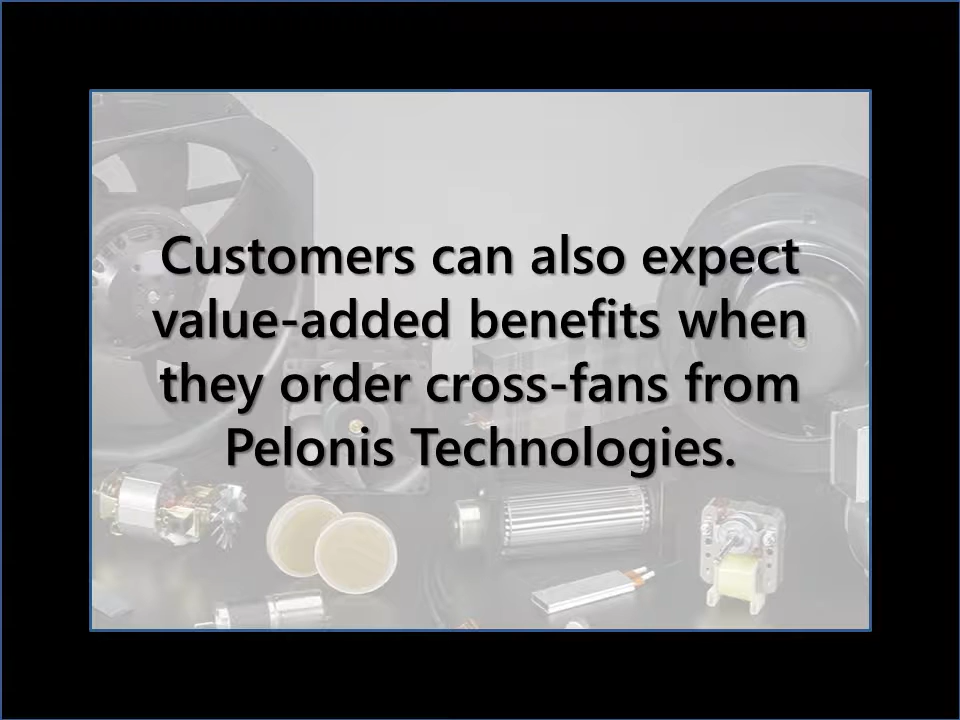 Customers can also expect
value-added benefits when
they order cross-fans from
Pelonis Technologies.